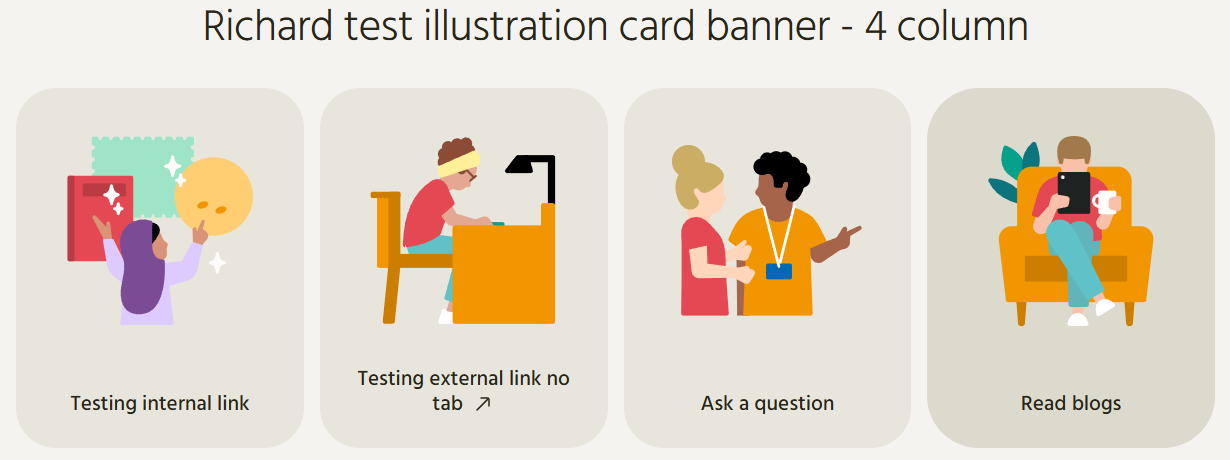 Richard test illustration card banner - 4 column
Testing internal link
Testing external link no
tab ↗
Ask a question
Read blogs